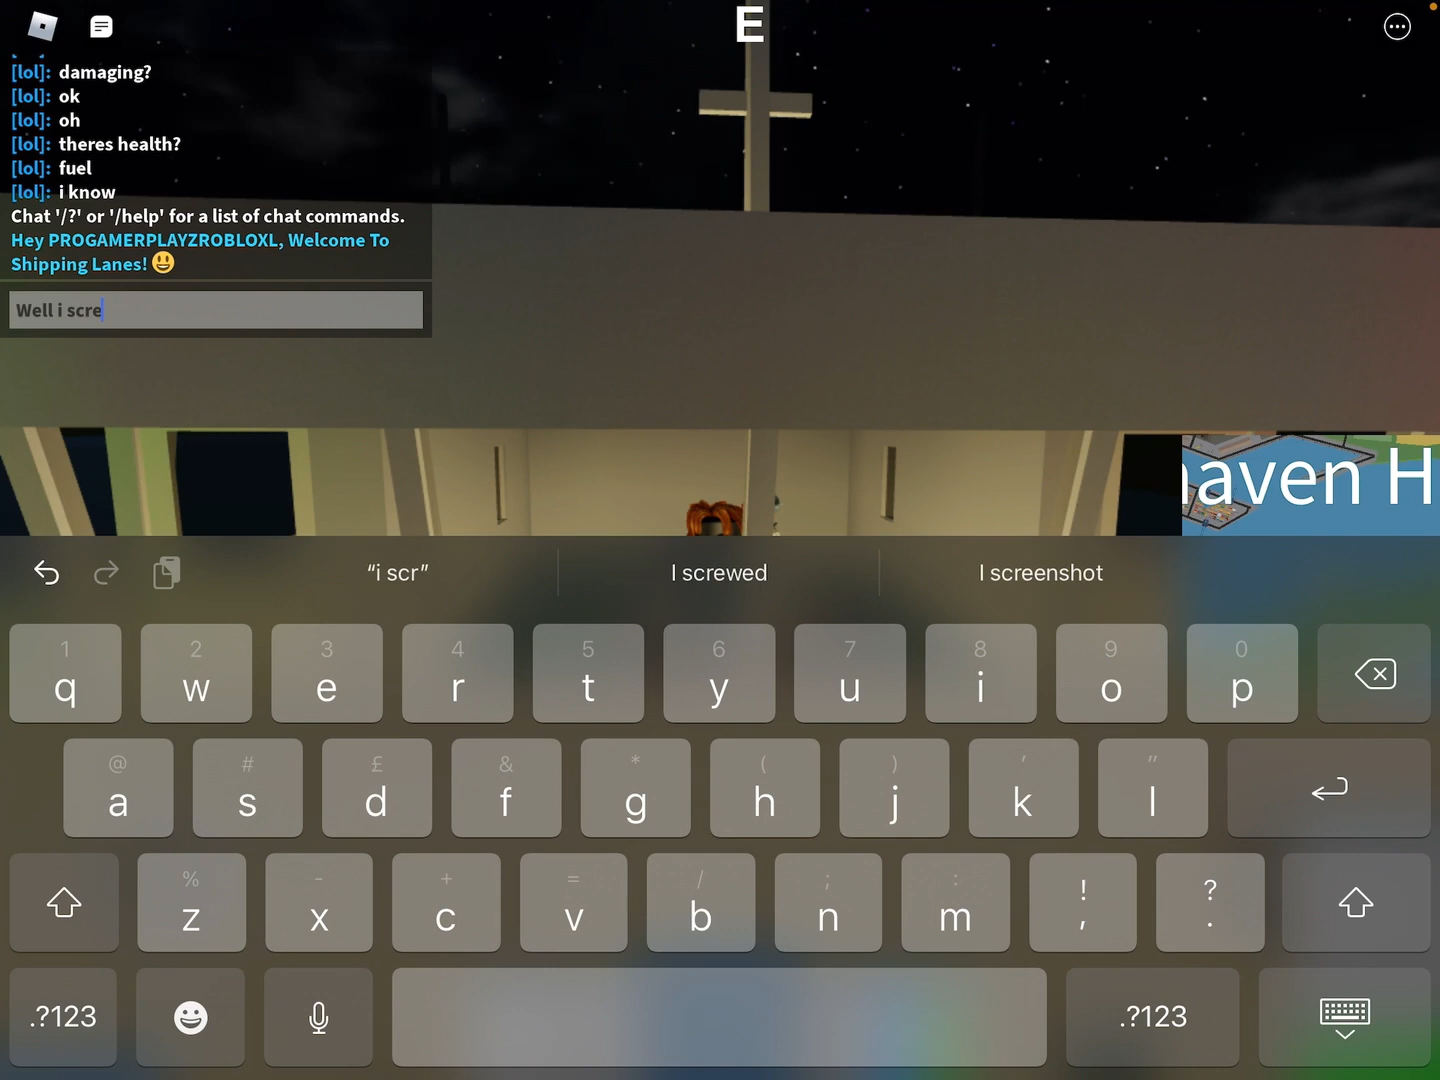 E
[lol]: damaging?
[lol]: ok
[lol]: oh
[lol]: theres health?
[lol]: fuel
[lol]: i know
Chat '/?' or '/help' for a list of chat commands.
Hey PROGAMERPLAYZROBLOXL, Welcome To
Shipping Lanes! 😃
Well i scre
haven H
“i scr” I screwed I screenshot
1 2 3 4 5 6 7 8 9 0
q w e r t y u i o p
@ # £ & * ( ) ' "
a s d f g h j k l
% - + = / ; : ! ?
z x c v b n m , .
.?123 .?123